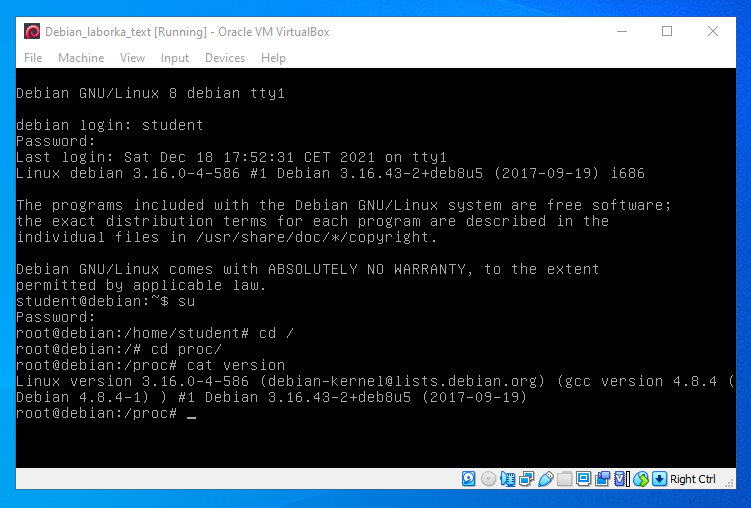 Debian_laborka_text [Running] - Oracle VM VirtualBox
File Machine View Input Devices Help
Debian GNU/Linux 8 debian tty1
debian login: student
Password:
Last login: Sat Dec 18 17:52:31 CET 2021 on tty1
Linux debian 3.16.0-4-586 #1 Debian 3.16.43-2+deb8u5 (2017-09-19) i686
The programs included with the Debian GNU/Linux system are free software;
the exact distribution terms for each program are described in the
individual files in /usr/share/doc/*/copyright.
Debian GNU/Linux comes with ABSOLUTELY NO WARRANTY, to the extent
permitted by applicable law.
student@debian:~$ su
Password:
root@debian:/home/student# cd /
root@debian:/# cd proc/
root@debian:/proc# cat version
Linux version 3.16.0-4-586 (debian-kernel@lists.debian.org) (gcc version 4.8.4 (
Debian 4.8.4-1) ) #1 Debian 3.16.43-2+deb8u5 (2017-09-19)
root@debian:/proc# _
Right Ctrl